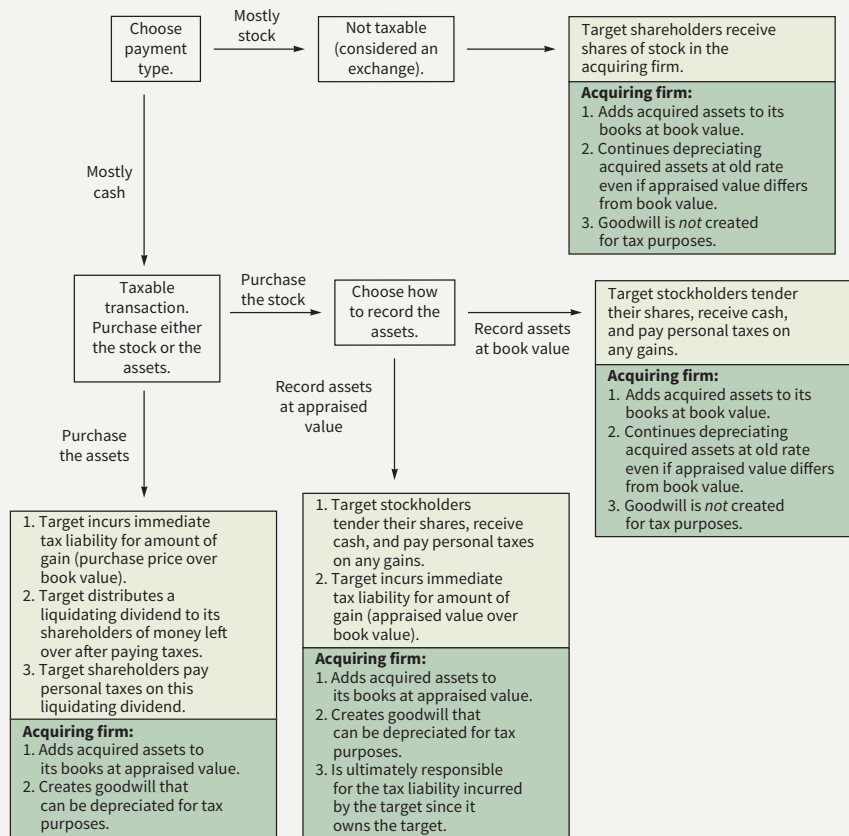 Choose
payment
type.
Mostly
stock
Not taxable
(considered an
exchange).
Target shareholders receive
shares of stock in the
acquiring firm.
Acquiring firm:
1. Adds acquired assets to its
books at book value.
2. Continues depreciating
acquired assets at old rate
even if appraised value differs
from book value.
3. Goodwill is not created
for tax purposes.
Mostly
cash
Taxable
transaction.
Purchase either
the stock or the
assets.
Purchase
the stock
Choose how
to record the
assets.
Record assets
at book value
Target stockholders tender
their shares, receive cash,
and pay personal taxes on
any gains.
Acquiring firm:
1. Adds acquired assets to its
books at book value.
2. Continues depreciating
acquired assets at old rate
even if appraised value differs
from book value.
3. Goodwill is not created
for tax purposes.
Purchase
the assets
Record assets
at appraised
value
1. Target incurs immediate
tax liability for amount of
gain (purchase price over
book value).
2. Target distributes a
liquidating dividend to its
shareholders of money left
over after paying taxes.
3. Target shareholders pay
personal taxes on this
liquidating dividend.
Acquiring firm:
1. Adds acquired assets to
its books at appraised value.
2. Creates goodwill that
can be depreciated for tax
purposes.
1. Target stockholders
tender their shares, receive
cash, and pay personal taxes
on any gains.
2. Target incurs immediate
tax liability for amount of
gain (appraised value over
book value).
Acquiring firm:
1. Adds acquired assets to
its books at appraised value.
2. Creates goodwill that
can be depreciated for tax
purposes.
3. Is ultimately responsible
for the tax liability incurred
by the target since it
owns the target.